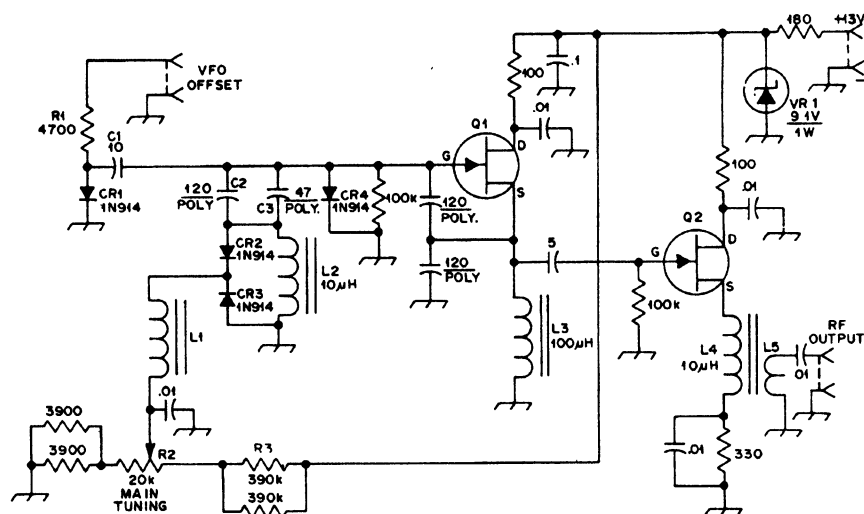 VFO
OFFSET
R1
4700
C1
10
CR1
1N914
120
POLY
C2
47
POLY.
C3
CR4
1N914
100k
120
POLY.
120
POLY
CR2
1N914
CR3
1N914
L2
10µH
L1
.01
3900
3900
R2
20k
MAIN
TUNING
R3
390k
390k
Q1
G
D
S
100
.1
.01
5
L3
100µH
100k
Q2
G
D
S
100
.01
180
VR1
9.1V
1W
L4
10µH
L5
RF
OUTPUT
.01
.01
330